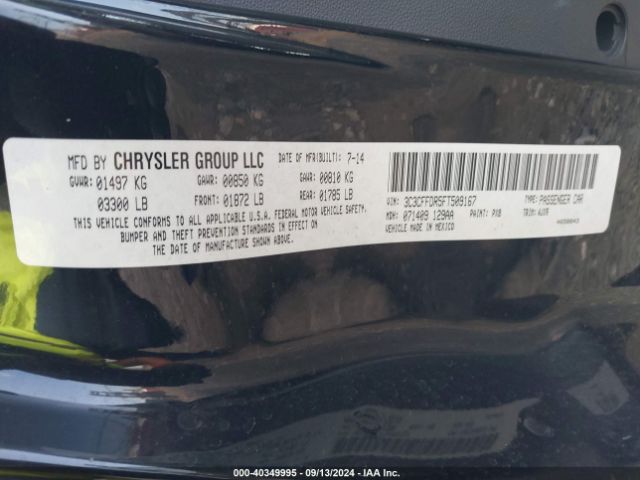 MFD BY CHRYSLER GROUP LLC DATE OF MFR(BUILT): 7-14
GVWR: 01497 KG GAWR: 00850 KG GAWR: 00810 KG
03300 LB FRONT: 01872 LB REAR: 01785 LB
THIS VEHICLE CONFORMS TO ALL APPLICABLE U.S.A. FEDERAL MOTOR VEHICLE SAFETY,
BUMPER AND THEFT PREVENTION STANDARDS IN EFFECT ON
THE DATE OF MANUFACTURE SHOWN ABOVE.
VIN: 3C3CFFDR5FT509167 TYPE: PASSENGER CAR
MDH: 071409 129AA PAINT: PX8 TRIM:
VEHICLE MADE IN MEXICO
000-40349995 - 09/13/2024 - IAA Inc.